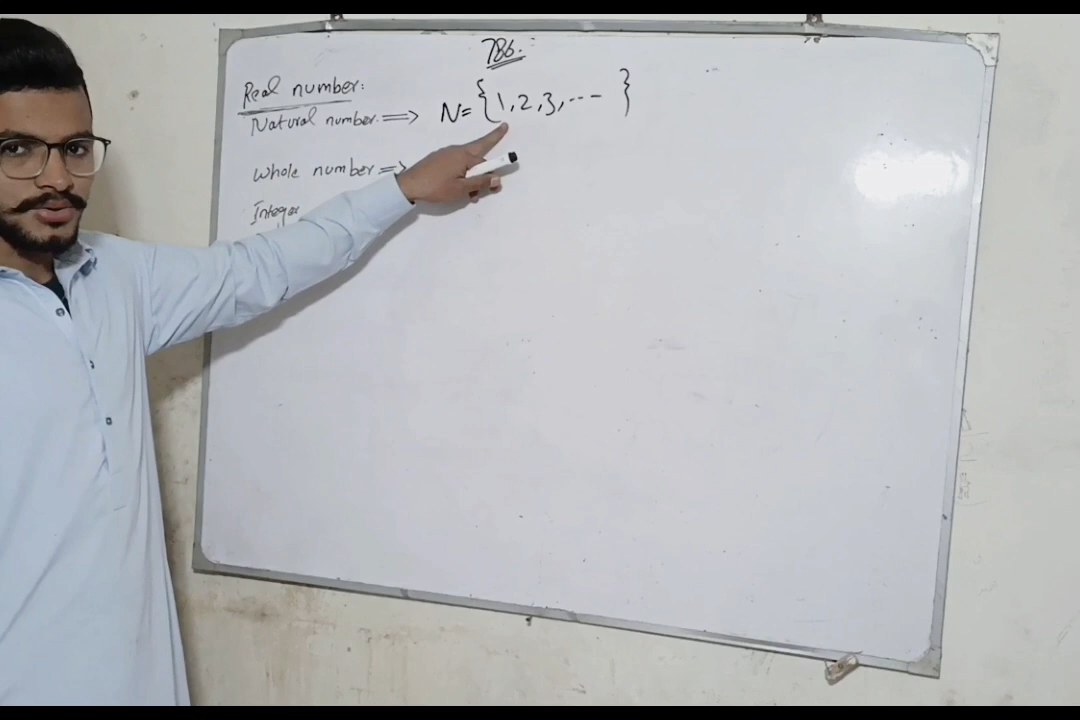 786.
Real number:
Natural number. ⟹ N = {1, 2, 3, --- }
Whole number ⟹
Integer